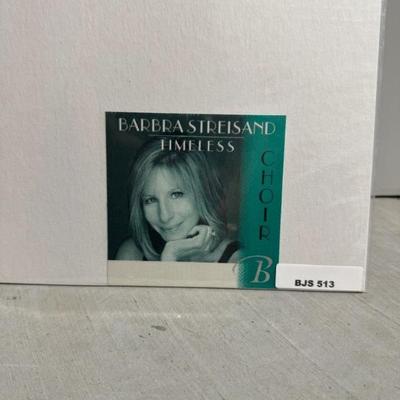 BARBRA STREISAND
TIMELESS
CHOIR
B
BJS 513